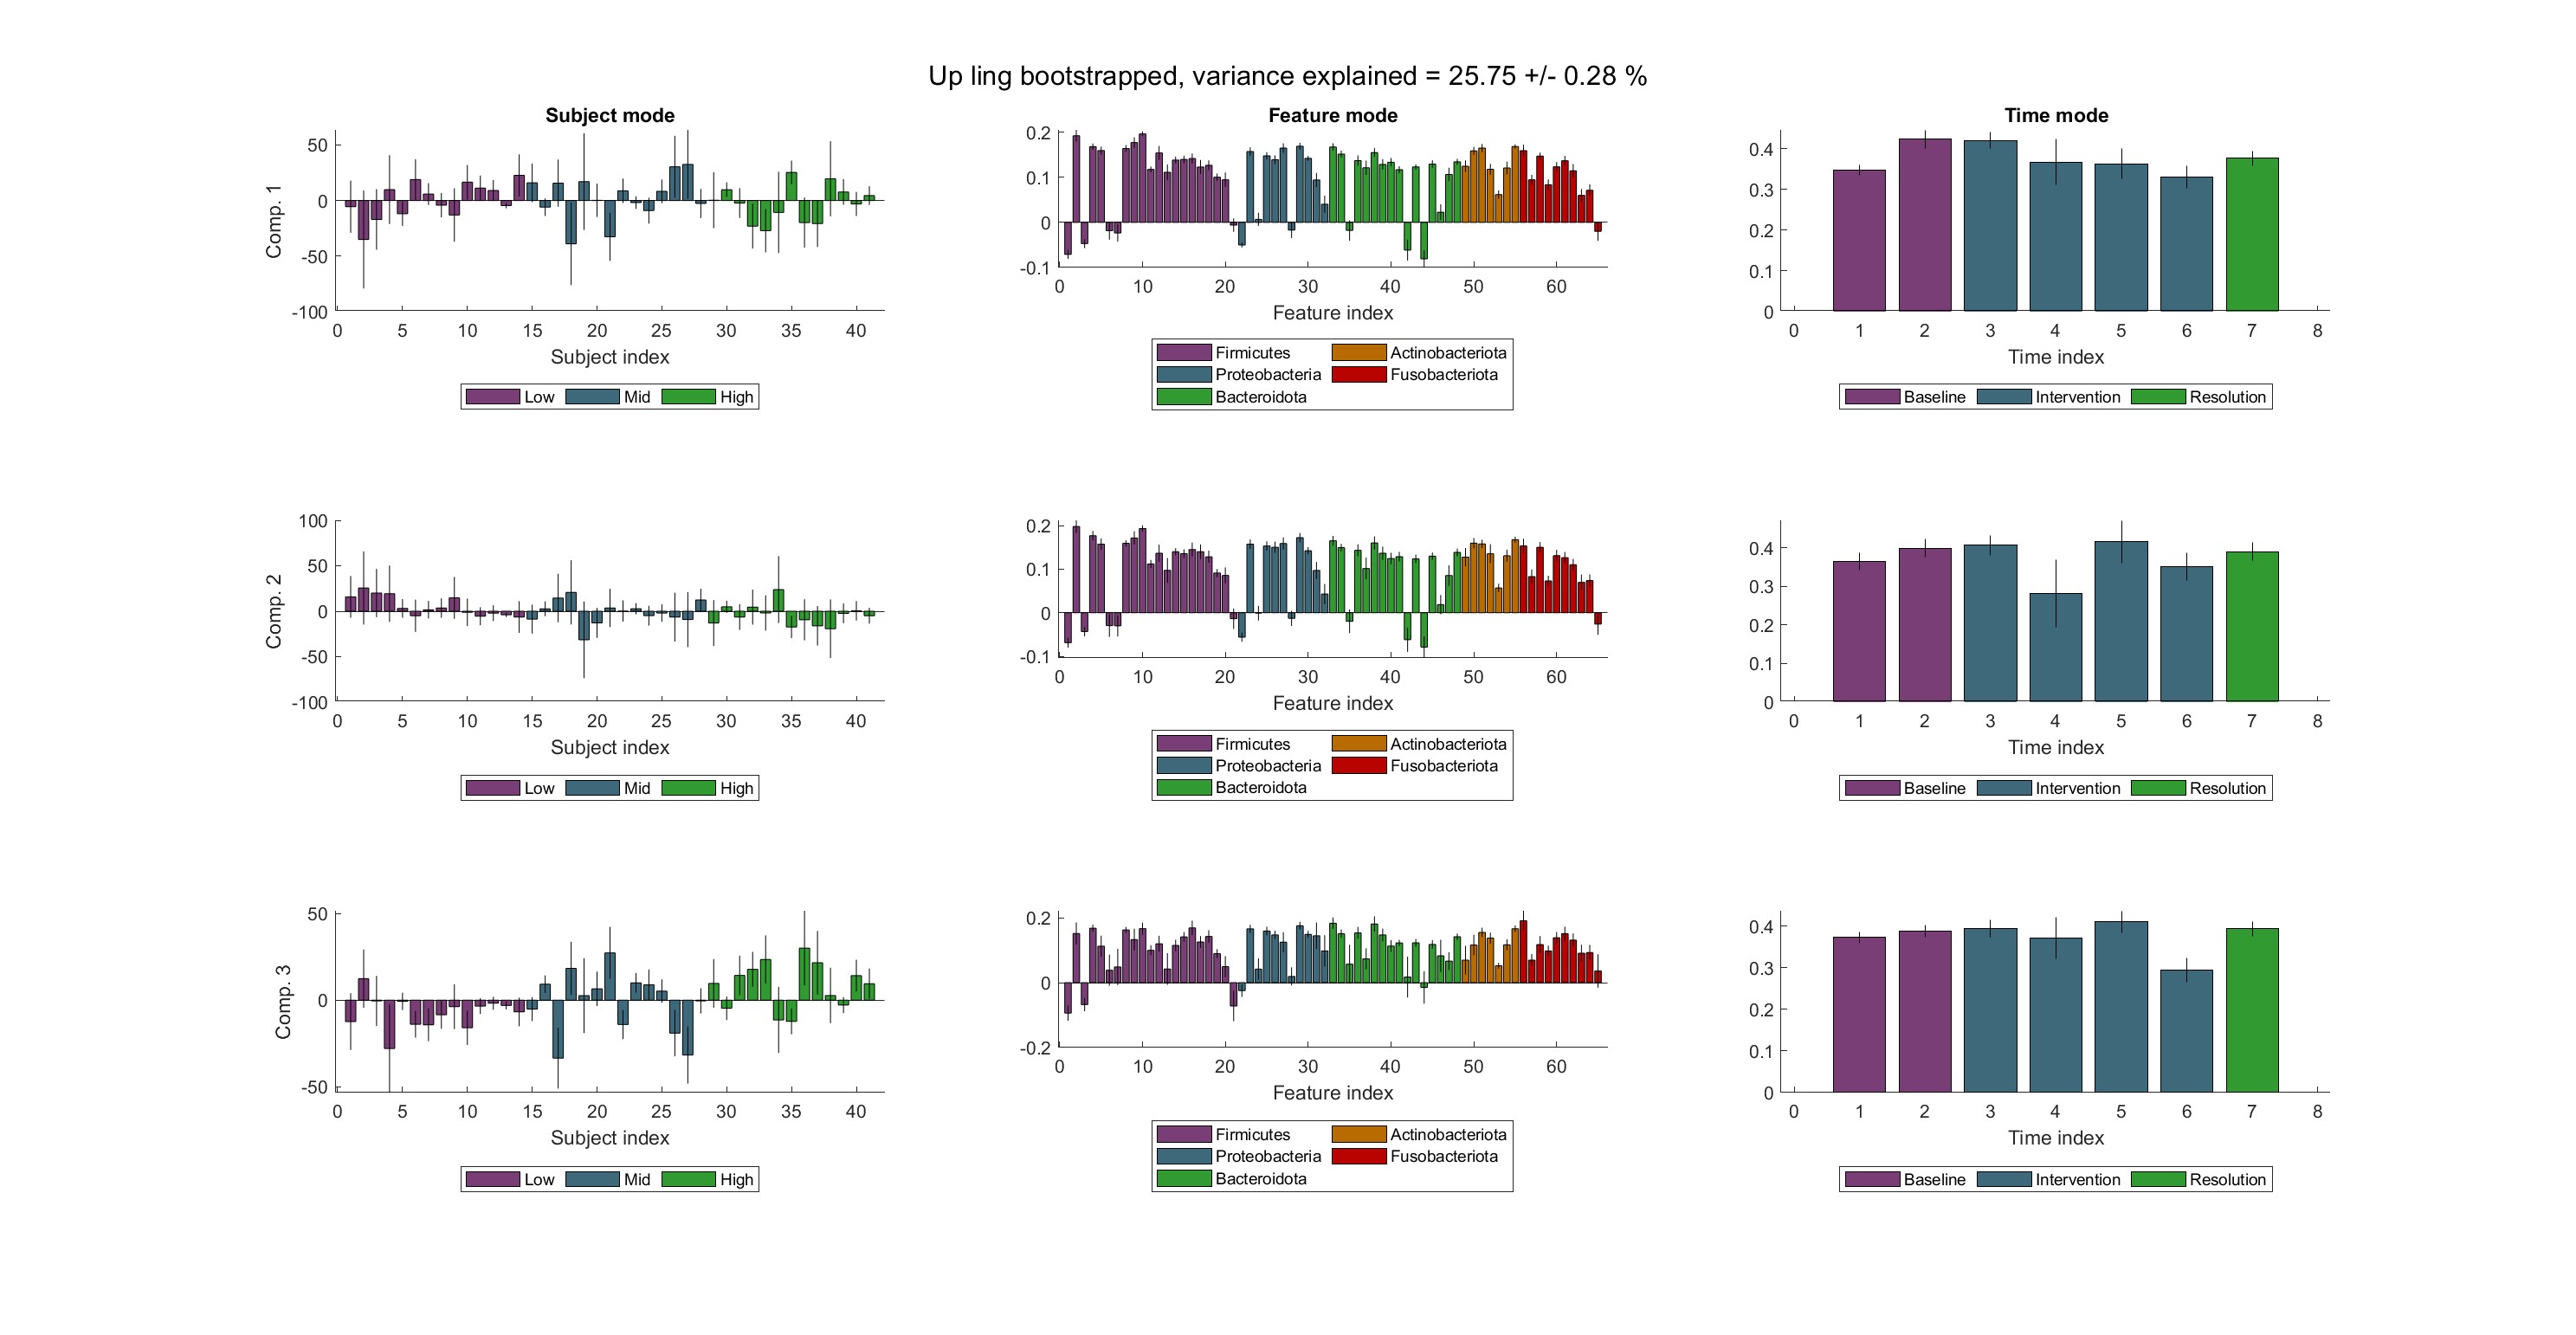 Up ling bootstrapped, variance explained = 25.75 +/- 0.28 %
Subject mode
Feature mode
Time mode
Comp. 1
50
0
-50
-100
0 5 10 15 20 25 30 35 40
Subject index
Low Mid High
0.2
0.1
0
-0.1
0 10 20 30 40 50 60
Feature index
Firmicutes Actinobacteriota
Proteobacteria Fusobacteriota
Bacteroidota
0.4
0.3
0.2
0.1
0
0 1 2 3 4 5 6 7 8
Time index
Baseline Intervention Resolution
Comp. 2
100
50
0
-50
-100
0 5 10 15 20 25 30 35 40
Subject index
Low Mid High
0.2
0.1
0
-0.1
0 10 20 30 40 50 60
Feature index
Firmicutes Actinobacteriota
Proteobacteria Fusobacteriota
Bacteroidota
0.4
0.3
0.2
0.1
0
0 1 2 3 4 5 6 7 8
Time index
Baseline Intervention Resolution
Comp. 3
50
0
-50
0 5 10 15 20 25 30 35 40
Subject index
Low Mid High
0.2
0
-0.2
0 10 20 30 40 50 60
Feature index
Firmicutes Actinobacteriota
Proteobacteria Fusobacteriota
Bacteroidota
0.4
0.3
0.2
0.1
0
0 1 2 3 4 5 6 7 8
Time index
Baseline Intervention Resolution